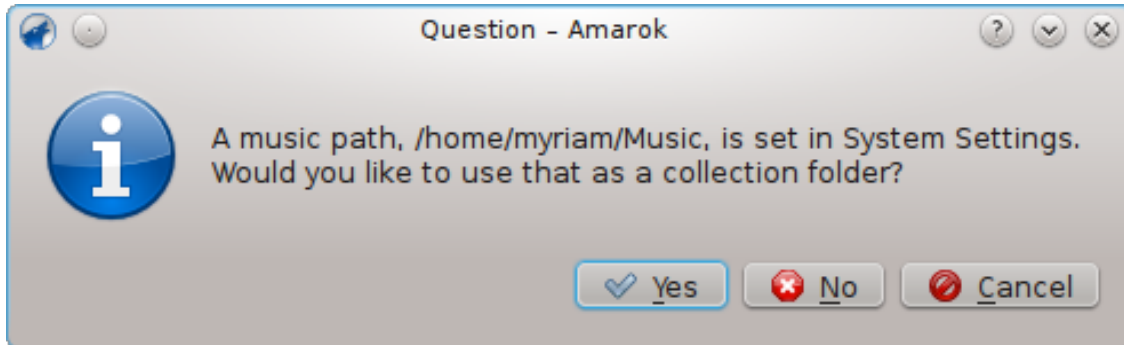 Question – Amarok
A music path, /home/myriam/Music, is set in System Settings.
Would you like to use that as a collection folder?
Yes No Cancel